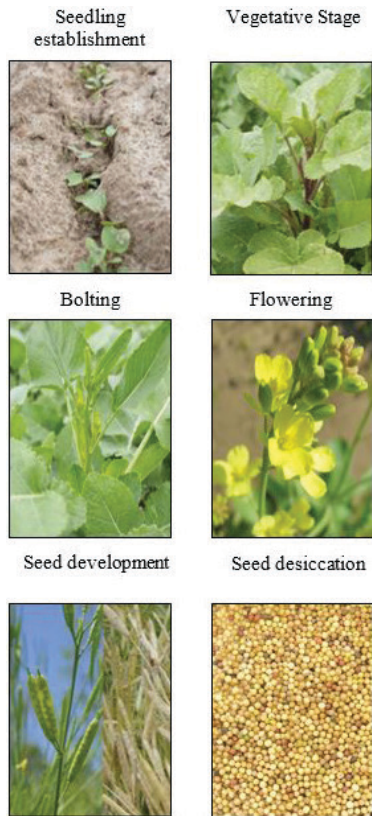 Seedling
establishment
Vegetative Stage
Bolting
Flowering
Seed development
Seed desiccation